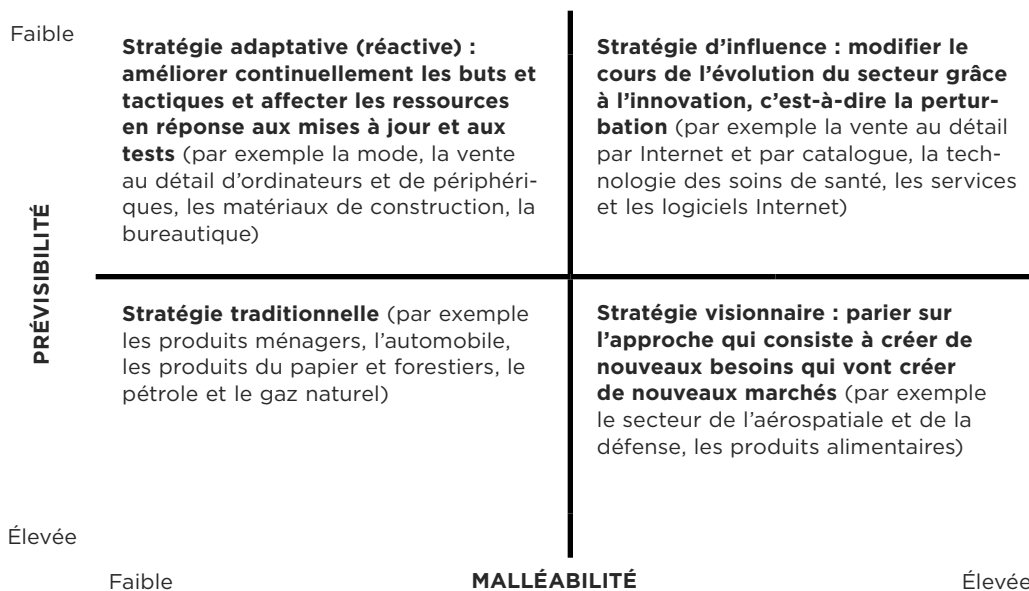 Faible
Stratégie adaptative (réactive) :
améliorer continuellement les buts et
tactiques et affecter les ressources
en réponse aux mises à jour et aux
tests (par exemple la mode, la vente
au détail d’ordinateurs et de périphéri-
ques, les matériaux de construction, la
bureautique)
Stratégie d’influence : modifier le
cours de l’évolution du secteur grâce
à l’innovation, c’est-à-dire la pertur-
bation (par exemple la vente au détail
par Internet et par catalogue, la tech-
nologie des soins de santé, les services
et les logiciels Internet)
PRÉVISIBILITÉ
Stratégie traditionnelle (par exemple
les produits ménagers, l’automobile,
les produits du papier et forestiers, le
pétrole et le gaz naturel)
Stratégie visionnaire : parier sur
l’approche qui consiste à créer de
nouveaux besoins qui vont créer
de nouveaux marchés (par exemple
le secteur de l’aérospatiale et de la
défense, les produits alimentaires)
Élevée
Faible
MALLÉABILITÉ
Élevée